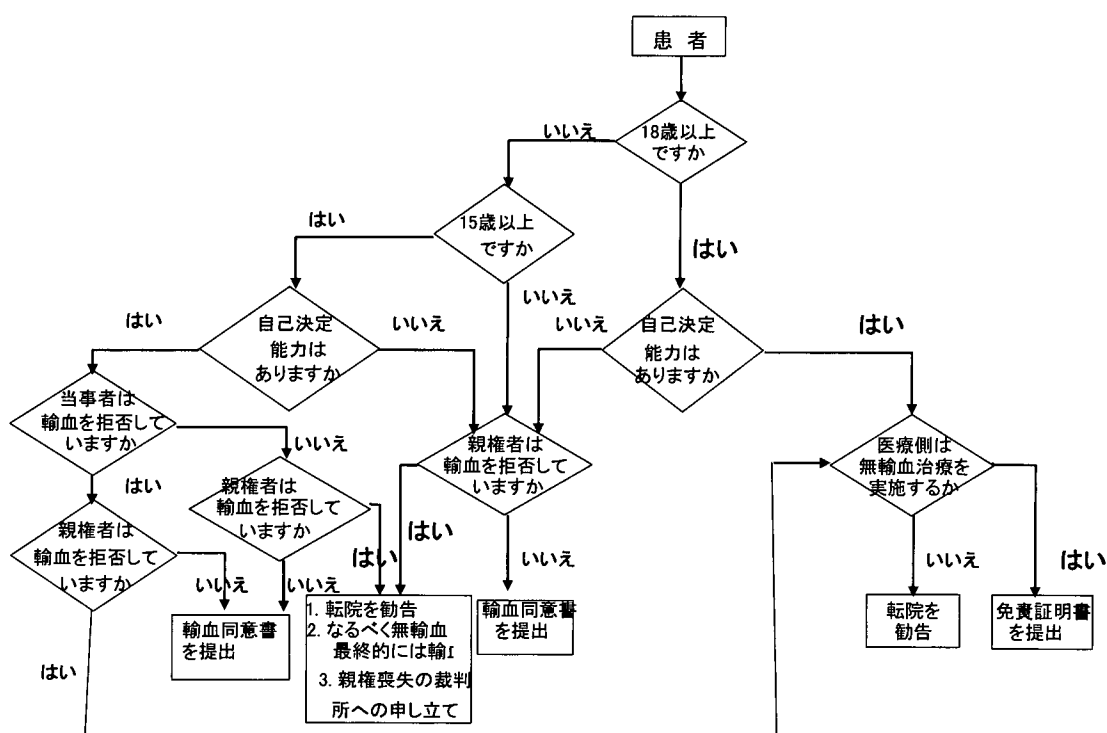 患 者
18歳以上
ですか
いいえ
はい
15歳以上
ですか
はい
いいえ
自己決定
能力は
ありますか
はい
いいえ
自己決定
能力は
ありますか
いいえ
はい
当事者は
輸血を拒否して
いますか
いいえ
はい
親権者は
輸血を拒否して
いますか
はい
いいえ
親権者は
輸血を拒否して
いますか
はい
いいえ
医療側は
無輸血治療を
実施するか
いいえ
はい
親権者は
輸血を拒否して
いますか
いいえ
はい
輸血同意書
を提出
1. 転院を勧告
2. なるべく無輸血
最終的には輸
3. 親権喪失の裁判
所への申し立て
輸血同意書
を提出
転院を
勧告
免責証明書
を提出